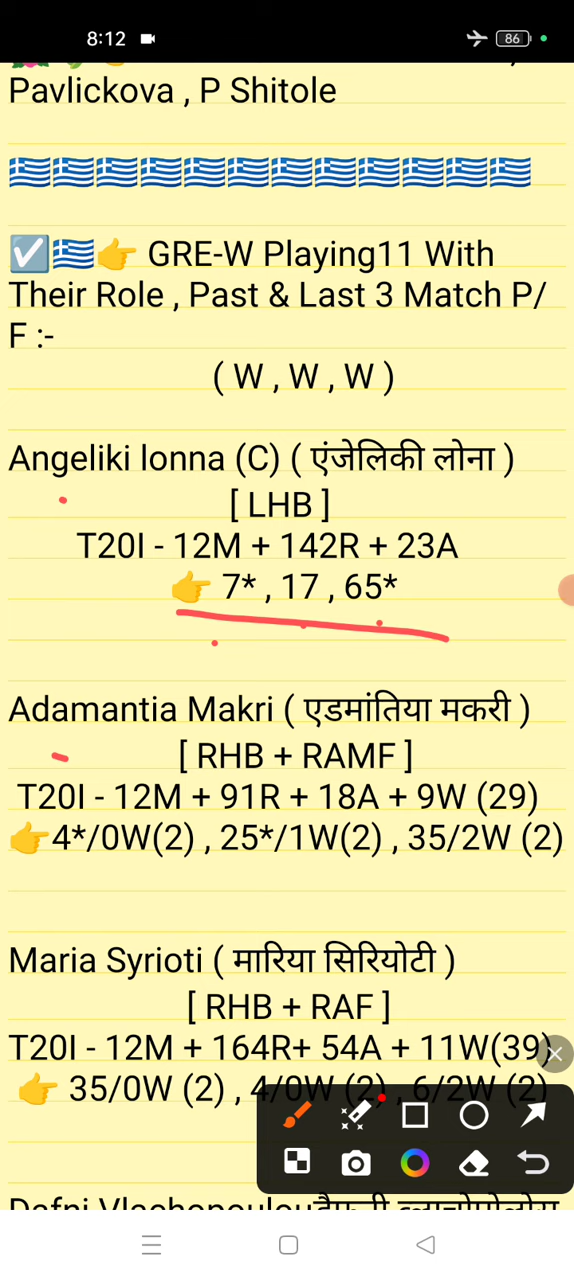 8:12
86
Pavlickova , P Shitole
🇬🇷🇬🇷🇬🇷🇬🇷🇬🇷🇬🇷🇬🇷🇬🇷🇬🇷🇬🇷🇬🇷🇬🇷
☑️🇬🇷👉 GRE-W Playing11 With
Their Role , Past & Last 3 Match P/
F :-
( W , W , W )
Angeliki lonna (C) ( एंजेलिकी लोना )
[ LHB ]
T20I - 12M + 142R + 23A
👉 7* , 17 , 65*
Adamantia Makri ( एडमांतिया मकरी )
[ RHB + RAMF ]
T20I - 12M + 91R + 18A + 9W (29)
👉4*/0W(2) , 25*/1W(2) , 35/2W (2)
Maria Syrioti ( मारिया सिरियोटी )
[ RHB + RAF ]
T20I - 12M + 164R+ 54A + 11W(39)
👉 35/0W (2) , 4/0W (2) , 6/2W (2)